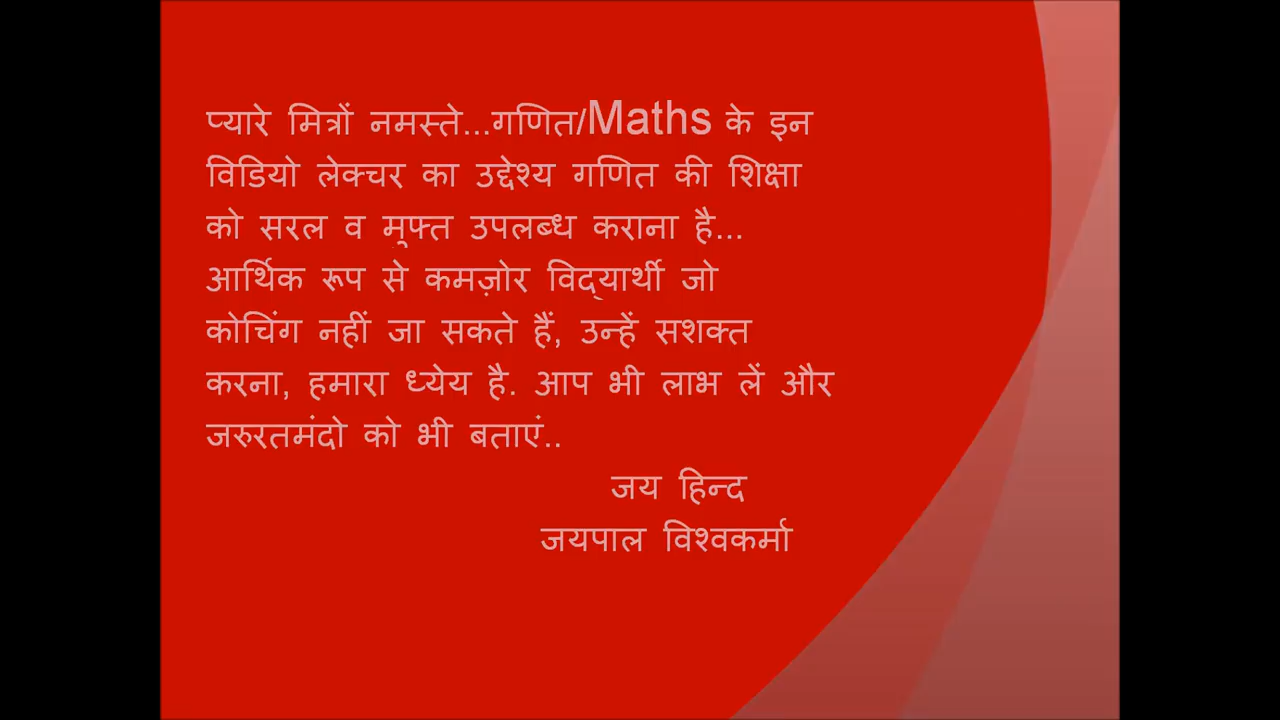 प्यारे मित्रों नमस्ते...गणित/Maths के इन
विडियो लेक्चर का उद्देश्य गणित की शिक्षा
को सरल व मुफ्त उपलब्ध कराना है...
आर्थिक रूप से कमज़ोर विद्यार्थी जो
कोचिंग नहीं जा सकते हैं, उन्हें सशक्त
करना, हमारा ध्येय है. आप भी लाभ लें और
जरुरतमंदो को भी बताएं..
जय हिन्द
जयपाल विश्वकर्मा